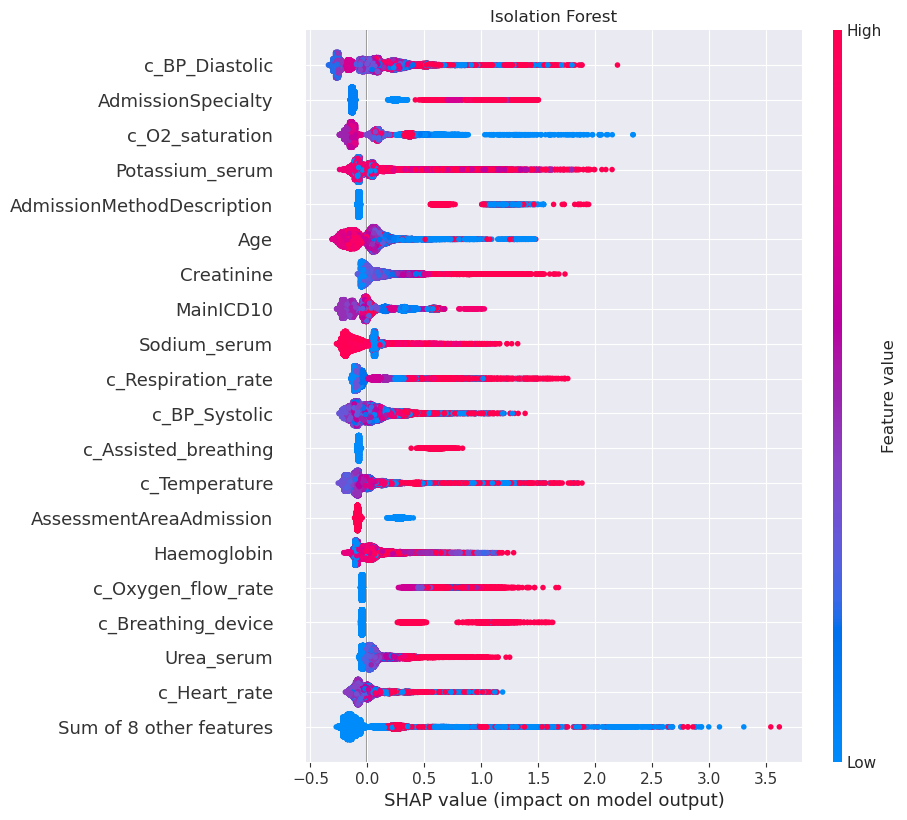 Isolation Forest
High
c_BP_Diastolic
AdmissionSpecialty
c_O2_saturation
Potassium_serum
AdmissionMethodDescription
Age
Creatinine
MainICD10
Sodium_serum
c_Respiration_rate
c_BP_Systolic
c_Assisted_breathing
c_Temperature
AssessmentAreaAdmission
Haemoglobin
c_Oxygen_flow_rate
c_Breathing_device
Urea_serum
c_Heart_rate
Sum of 8 other features
Feature value
Low
−0.5 0.0 0.5 1.0 1.5 2.0 2.5 3.0 3.5
SHAP value (impact on model output)